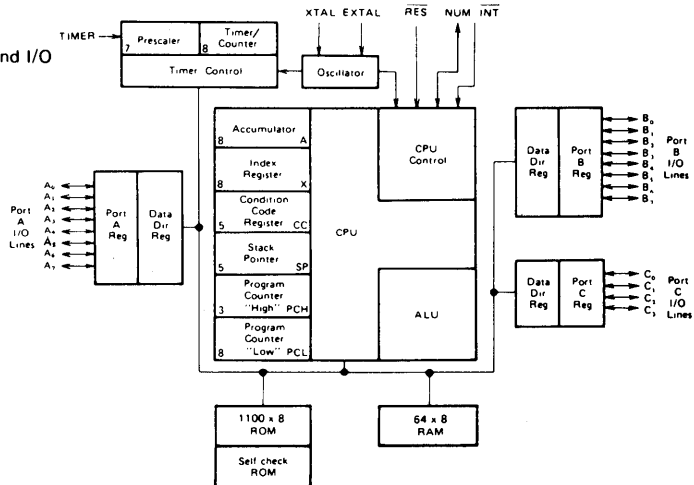 XTAL EXTAL RES NUM INT
TIMER
Prescaler
7
Timer/
Counter
8
nd I/O
Timer Control
Oscillator
Accumulator
8 A
Index
Register
8 X
Condition
Code
Register
5 CC
Stack
Pointer
5 SP
Program
Counter
"High" PCH
3
Program
Counter
"Low" PCL
8
CPU
CPU
Control
ALU
A₀
A₁
A₂
A₃
A₄
A₅
A₆
A₇
Port
A
I/O
Lines
Port
A
Reg
Data
Dir
Reg
Data
Dir
Reg
Port
B
Reg
B₀
B₁
B₂
B₃
B₄
B₅
B₆
B₇
Port
B
I/O
Lines
Data
Dir
Reg
Port
C
Reg
C₀
C₁
C₂
C₃
Port
C
I/O
Lines
1100 x 8
ROM
Self check
ROM
64 x 8
RAM